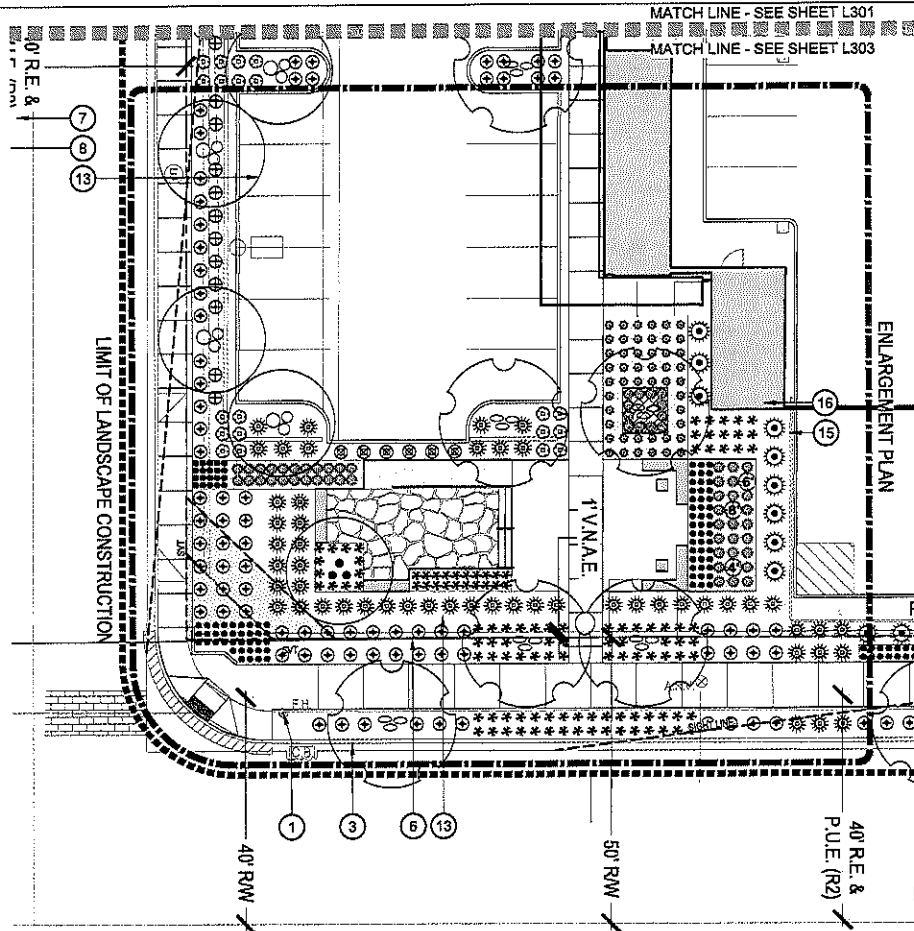 MATCH LINE - SEE SHEET L301
MATCH LINE - SEE SHEET L303
0' R.E. &
7
8
13
LIMIT OF LANDSCAPE CONSTRUCTION
ENLARGEMENT PLAN
16
15
1' V.N.A.E.
6'
8'
4'
F.H.
C.B.
1
3
6
13
40' R/W
50' R/W
40' R.E. &
P.U.E. (R2)